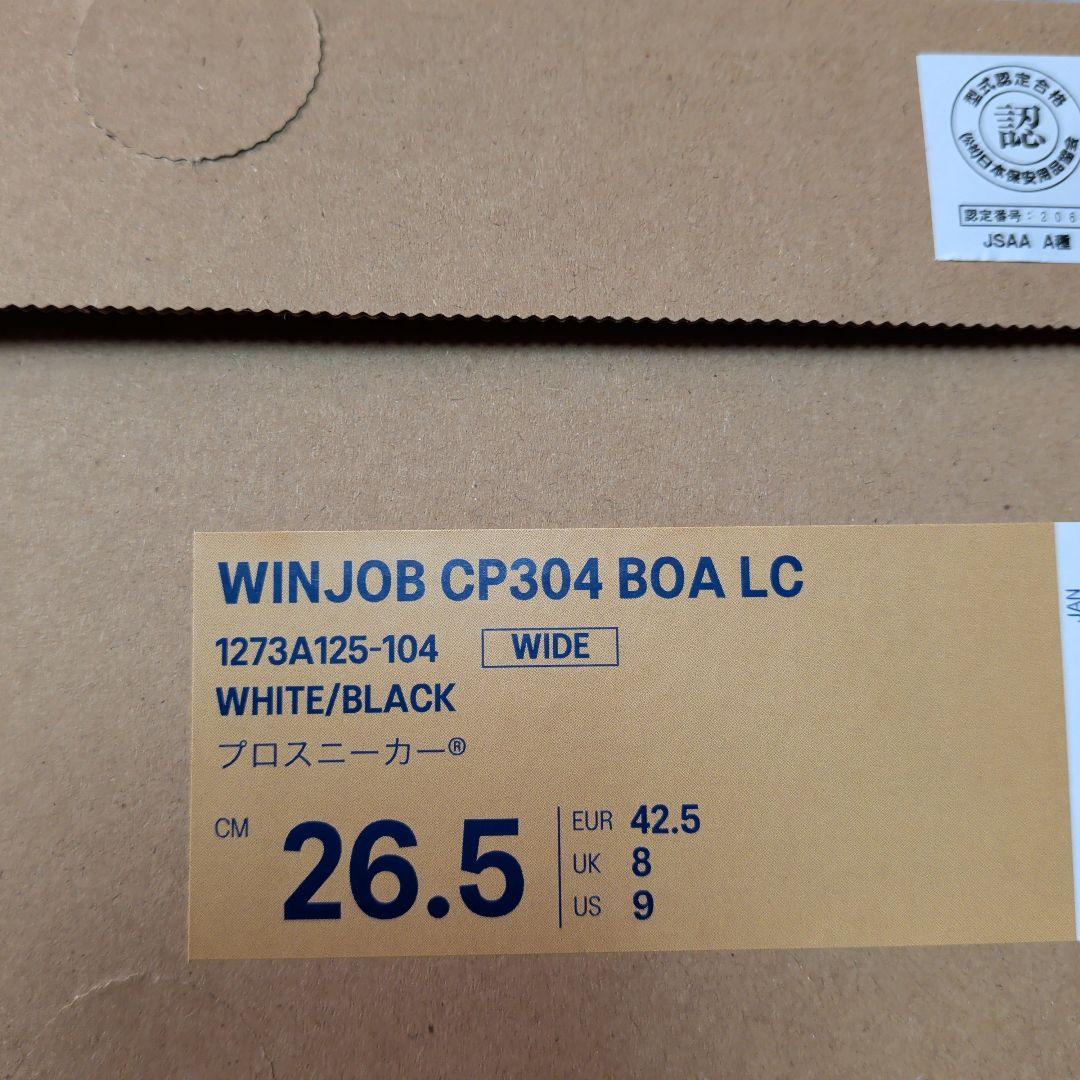 型式認定合格
認
(公社)日本保安用品協会
認定番号:206
JSAA A種
WINJOB CP304 BOA LC
1273A125-104 WIDE
WHITE/BLACK
プロスニーカー®
CM 26.5
EUR 42.5
UK 8
US 9
JAN